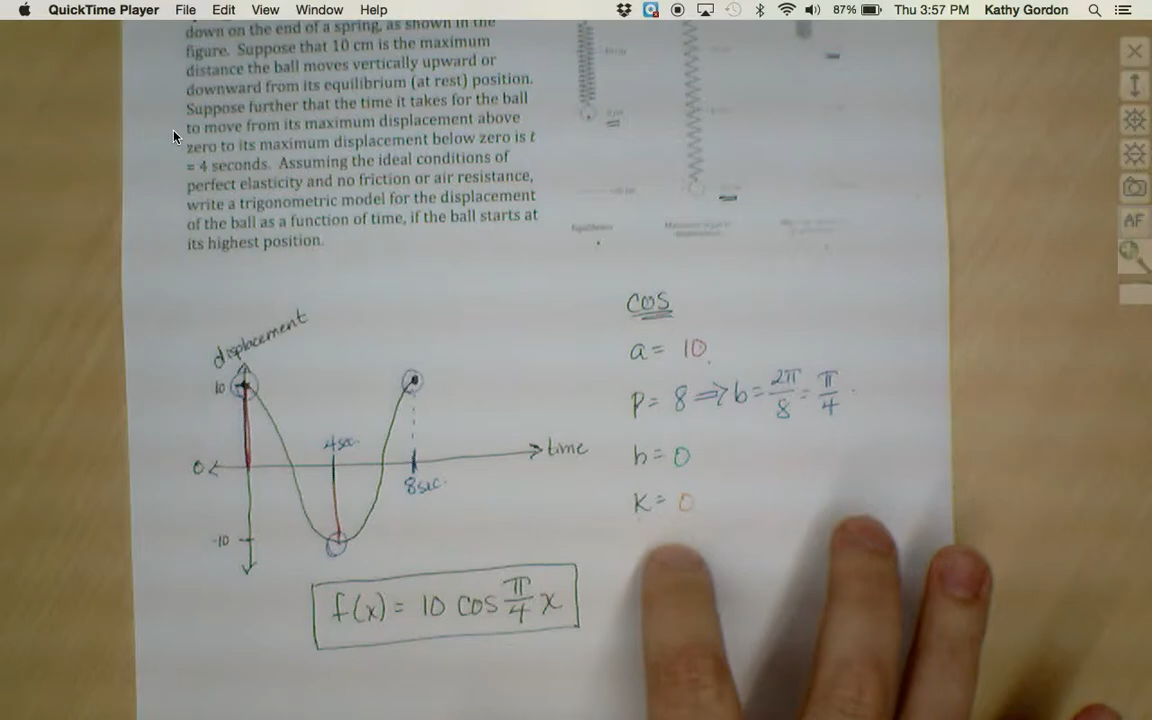 QuickTime Player File Edit View Window Help 87% Thu 3:57 PM Kathy Gordon
down on the end of a spring, as shown in the
figure. Suppose that 10 cm is the maximum
distance the ball moves vertically upward or
downward from its equilibrium (at rest) position.
Suppose further that the time it takes for the ball
to move from its maximum displacement above
zero to its maximum displacement below zero is t
= 4 seconds. Assuming the ideal conditions of
perfect elasticity and no friction or air resistance,
write a trigonometric model for the displacement
of the ball as a function of time, if the ball starts at
its highest position.
Equilibrium
AF
displacement
10
0
-10
4sec.
8sec.
time
f(x) = 10 cos π/4 x
cos
a = 10
p = 8 => b = 2π/8 = π/4
h = 0
K = 0